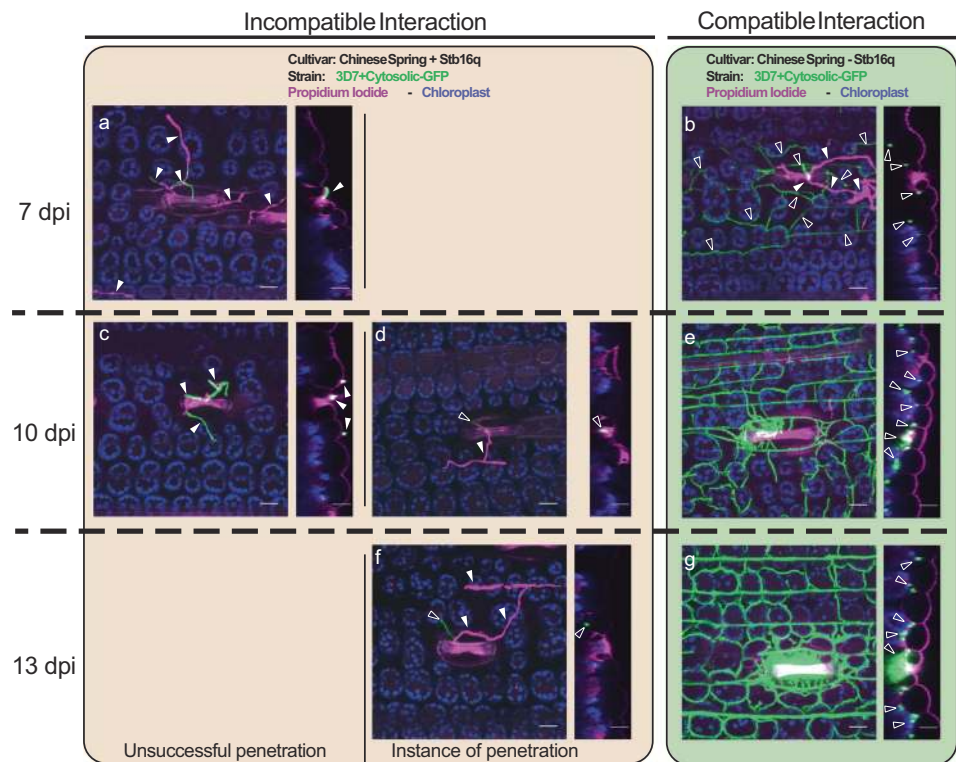 Incompatible Interaction
Compatible Interaction
Cultivar: Chinese Spring + Stb16q
Strain: 3D7+Cytosolic-GFP
Propidium Iodide - Chloroplast
Cultivar: Chinese Spring - Stb16q
Strain: 3D7+Cytosolic-GFP
Propidium Iodide - Chloroplast
a
b
7 dpi
c
d
e
10 dpi
f
g
13 dpi
Unsuccessful penetration
Instance of penetration